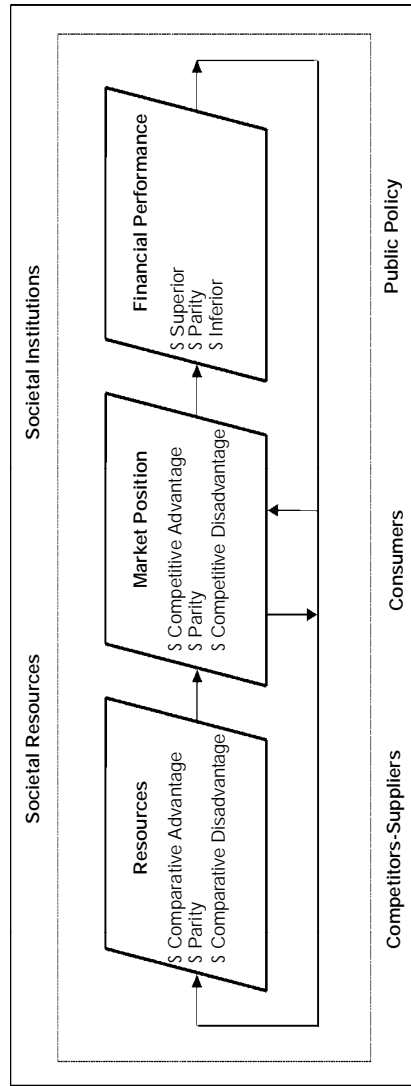 Societal Resources
Societal Institutions
Resources
§ Comparative Advantage
§ Parity
§ Comparative Disadvantage
Market Position
§ Competitive Advantage
§ Parity
§ Competitive Disadvantage
Financial Performance
§ Superior
§ Parity
§ Inferior
Competitors-Suppliers
Consumers
Public Policy